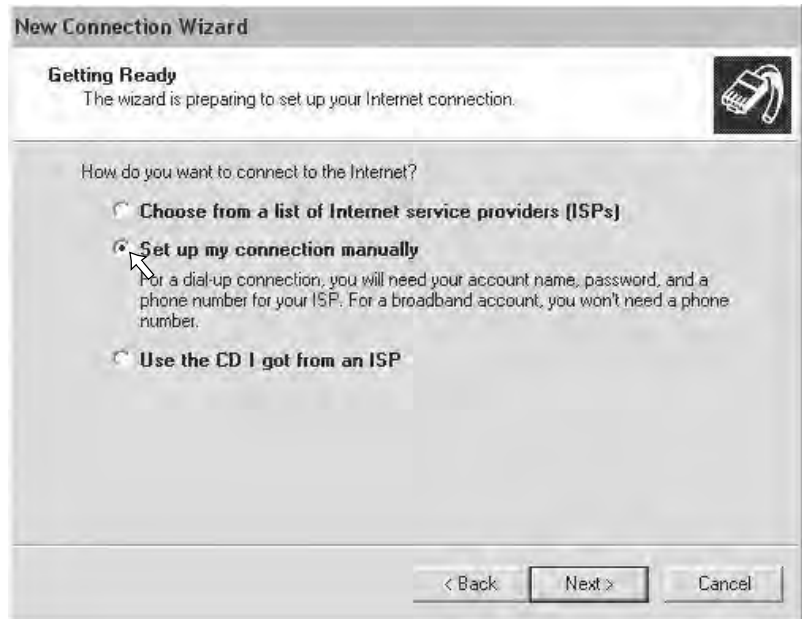 New Connection Wizard
Getting Ready
The wizard is preparing to set up your Internet connection.
How do you want to connect to the Internet?
Choose from a list of Internet service providers (ISPs)
Set up my connection manually
For a dial-up connection, you will need your account name, password, and a
phone number for your ISP. For a broadband account, you won't need a phone
number.
Use the CD I got from an ISP
< Back
Next >
Cancel